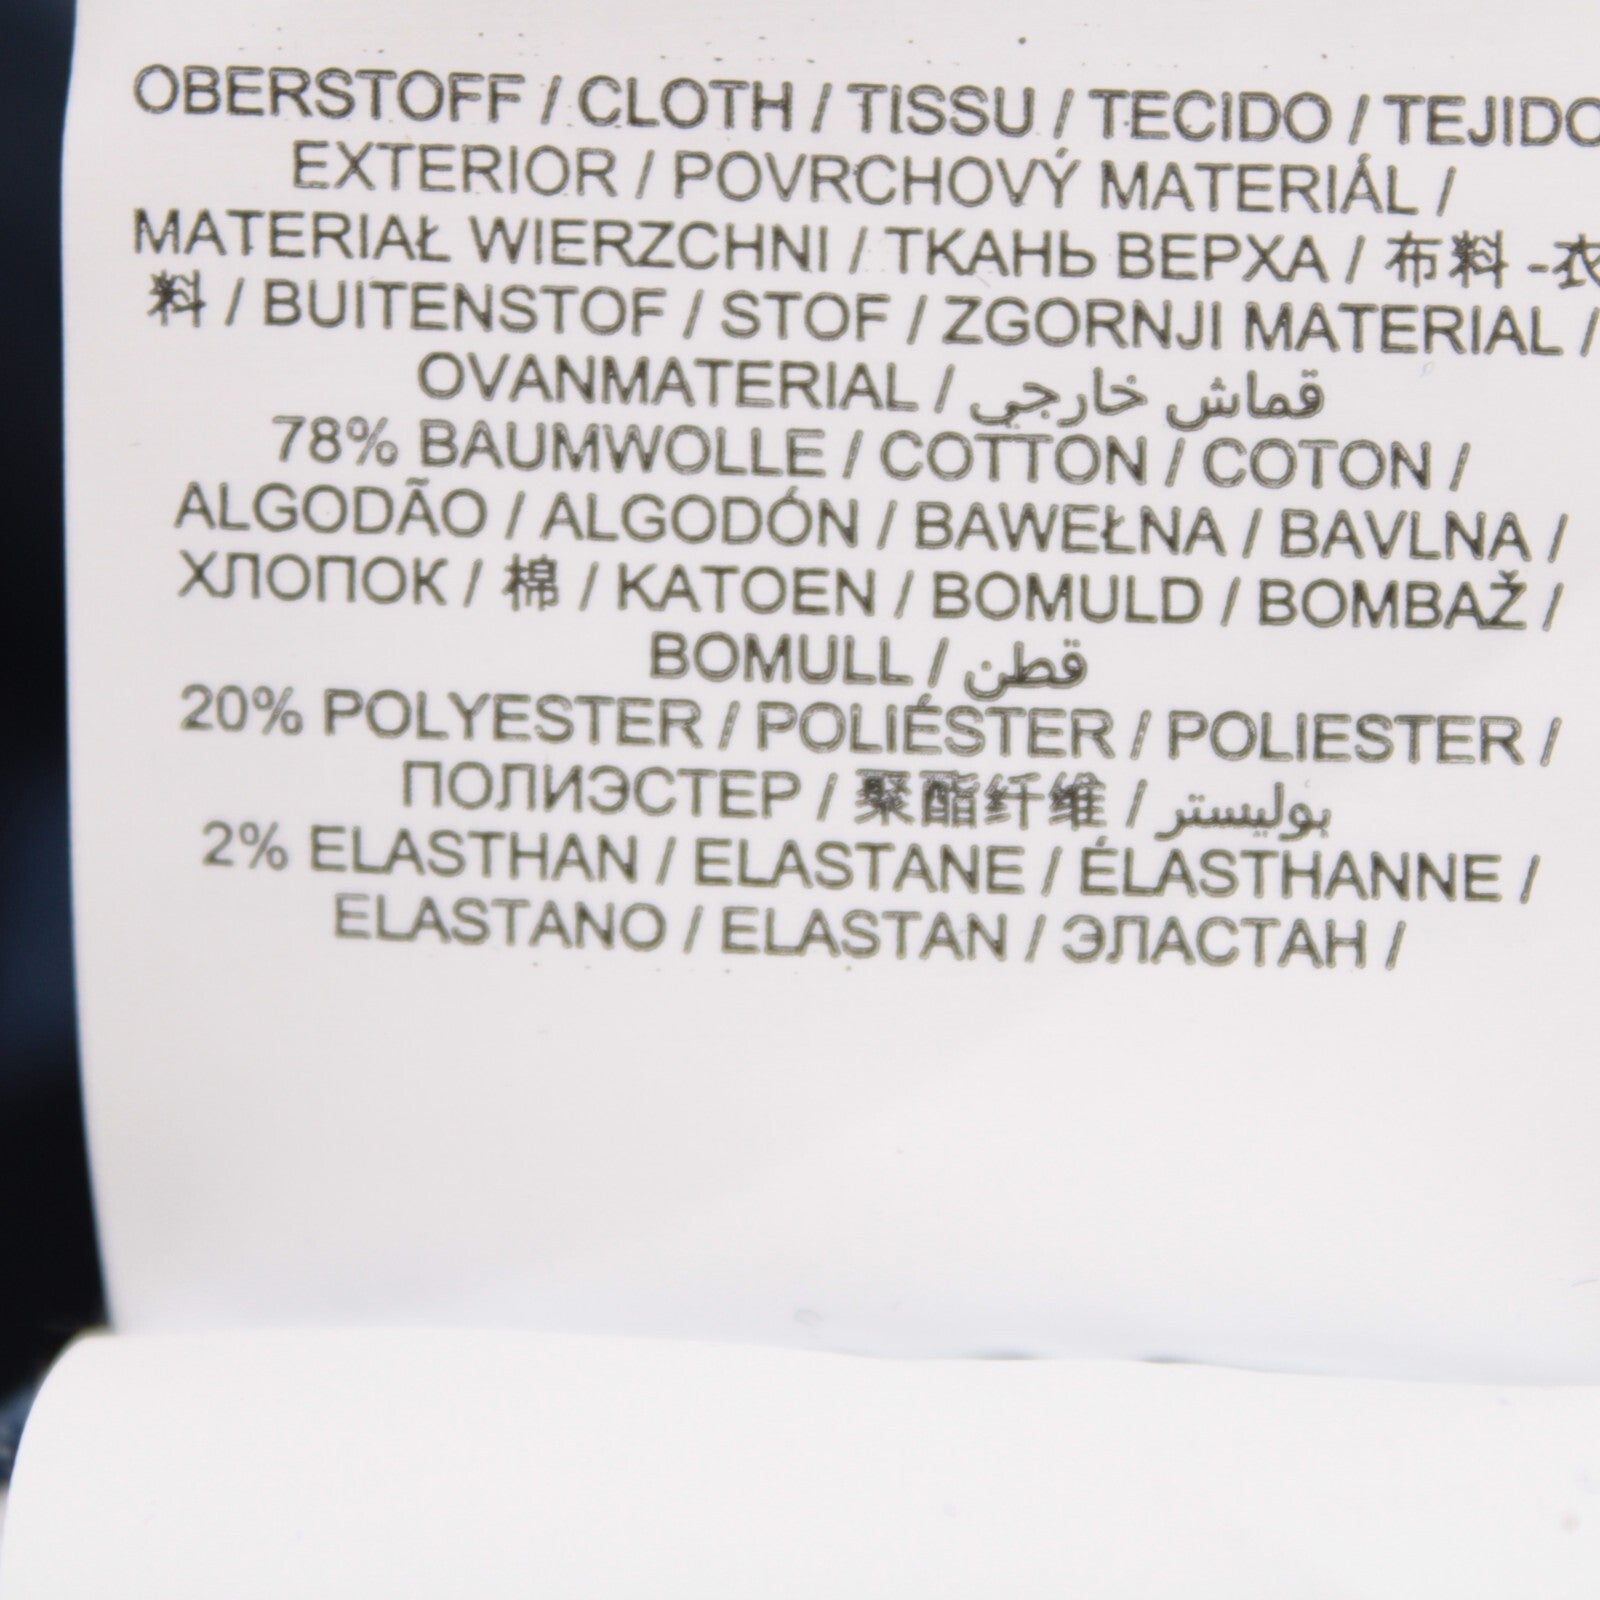 OBERSTOFF / CLOTH / TISSU / TECIDO / TEJIDO
EXTERIOR / POVRCHOVÝ MATERIÁL /
MATERIAŁ WIERZCHNI / ТКАНЬ ВЕРХА / 布料 -衣
料 / BUITENSTOF / STOF / ZGORNJI MATERIAL /
OVANMATERIAL / قماش خارجي
78% BAUMWOLLE / COTTON / COTON /
ALGODÃO / ALGODÓN / BAWEŁNA / BAVLNA /
ХЛОПОК / 棉 / KATOEN / BOMULD / BOMBAŽ /
BOMULL / قطن
20% POLYESTER / POLIÉSTER / POLIESTER /
ПОЛИЭСТЕР / 聚酯纤维 / بوليستر
2% ELASTHAN / ELASTANE / ÉLASTHANNE /
ELASTANO / ELASTAN / ЭЛАСТАН /